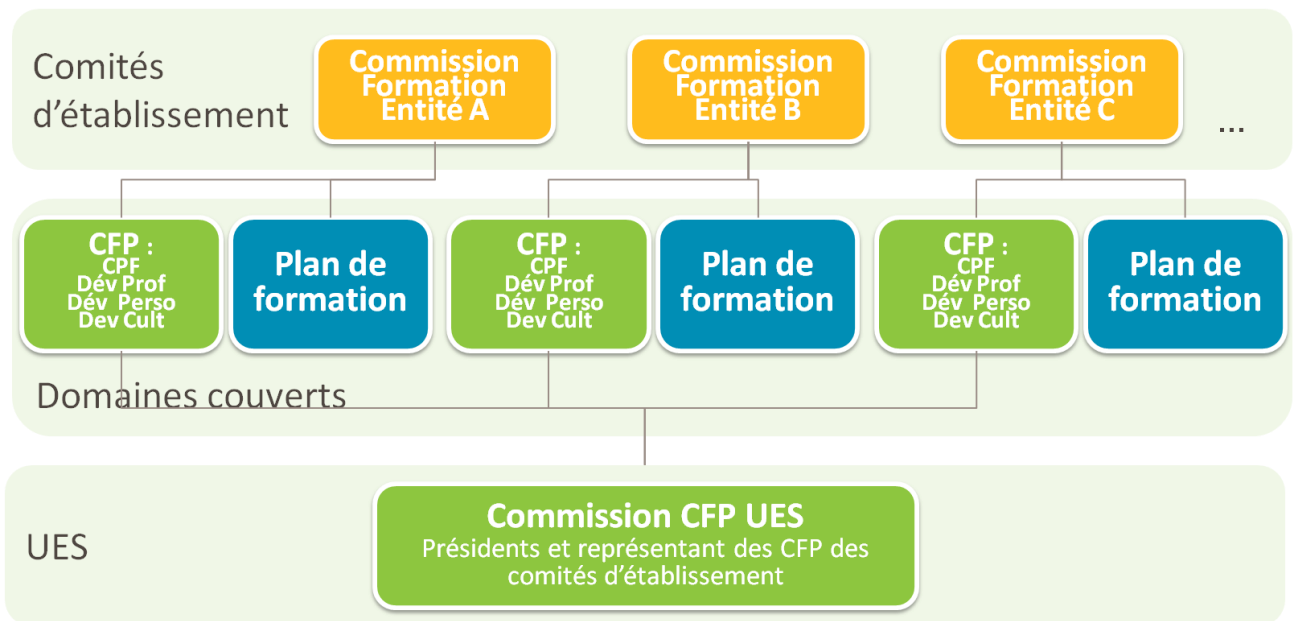 Comités
d'établissement
Commission
Formation
Entité A
Commission
Formation
Entité B
Commission
Formation
Entité C
...
CFP :
CPF
Dév Prof
Dév Perso
Dev Cult
Plan de
formation
CFP :
CPF
Dév Prof
Dév Perso
Dev Cult
Plan de
formation
CFP :
CPF
Dév Prof
Dév Perso
Dev Cult
Plan de
formation
Domaines couverts
UES
Commission CFP UES
Présidents et représentant des CFP des
comités d'établissement